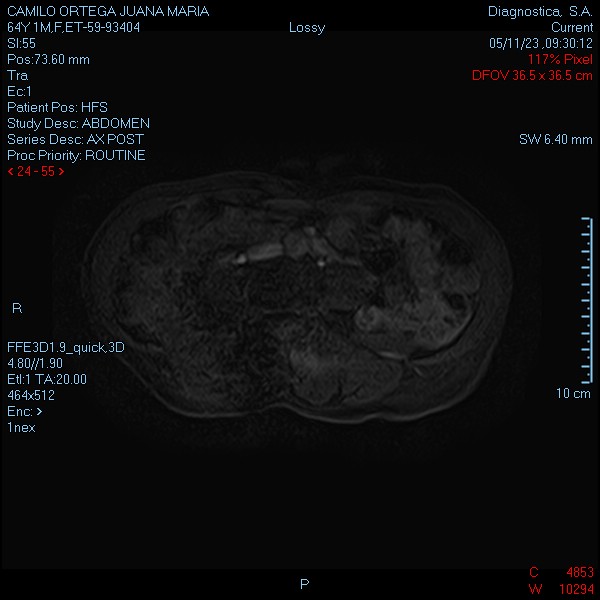 CAMILO ORTEGA JUANA MARIA
64Y 1M,F,ET-59-93404
SI:55
Pos:73.60 mm
Tra
Ec:1
Patient Pos: HFS
Study Desc: ABDOMEN
Series Desc: AX POST
Proc Priority: ROUTINE
< 24 - 55 >
Lossy
Diagnostica, S.A.
Current
05/11/23 ,09:30:12
117% Pixel
DFOV 36.5 x 36.5 cm
SW 6.40 mm
R
FFE3D1.9_quick,3D
4.80//1.90
Etl:1 TA:20.00
464x512
Enc: >
1nex
10 cm
P
C 4853
W 10294